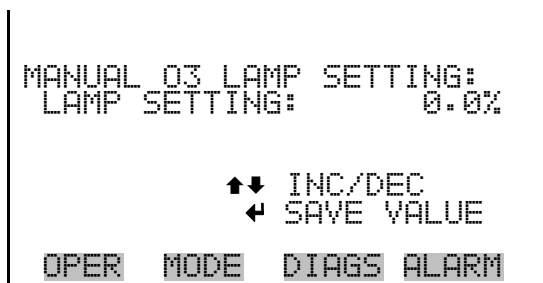 MANUAL O3 LAMP SETTING:
LAMP SETTING: 0.0%
⬆⬇ INC/DEC
↵ SAVE VALUE
OPER MODE DIAGS ALARM